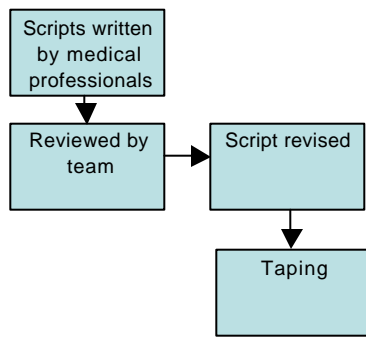 Scripts written
by medical
professionals
Reviewed by
team
Script revised
Taping